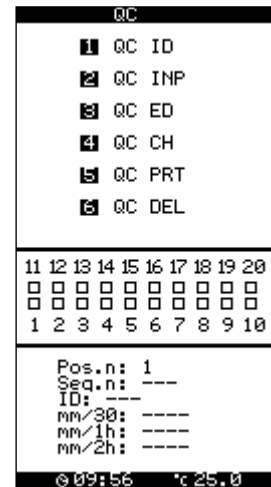 QC
1 QC ID
2 QC INP
3 QC ED
4 QC CH
5 QC PRT
6 QC DEL
11 12 13 14 15 16 17 18 19 20
1 2 3 4 5 6 7 8 9 10
Pos.n: 1
Seq.n: ---
ID: ---
mm/30: ----
mm/1h: ----
mm/2h: ----
09:56 °C 25.0